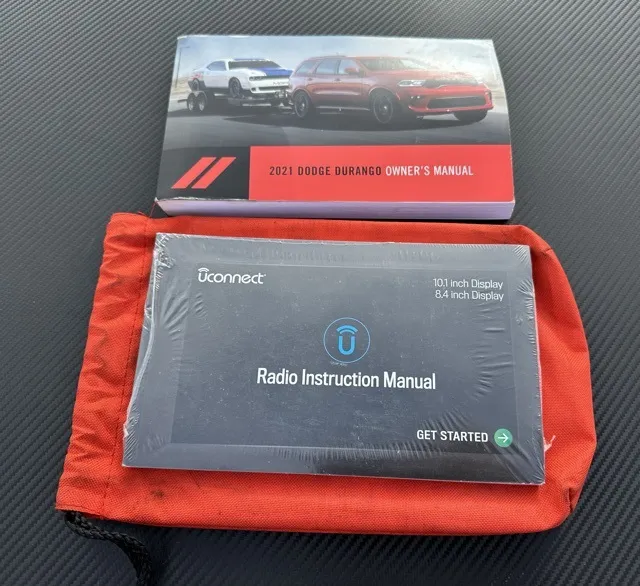 2021 DODGE DURANGO OWNER'S MANUAL
uconnect
10.1 inch Display
8.4 inch Display
Radio Instruction Manual
GET STARTED